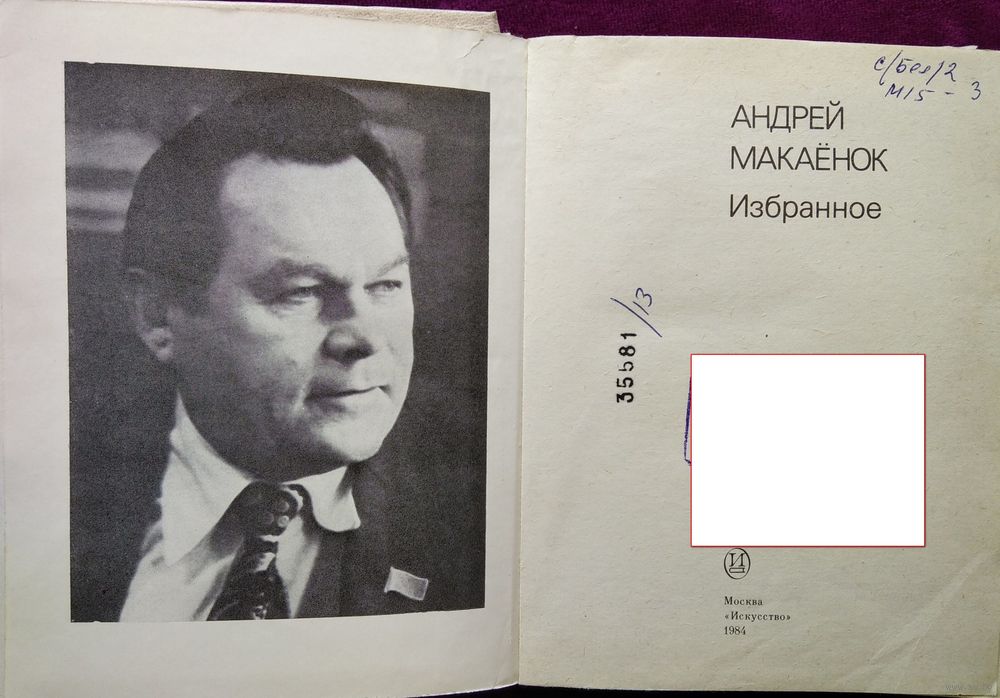 с/Бел/2
М15-3
АНДРЕЙ
МАКАЁНОК
Избранное
35581/13
И
Москва
«Искусство»
1984